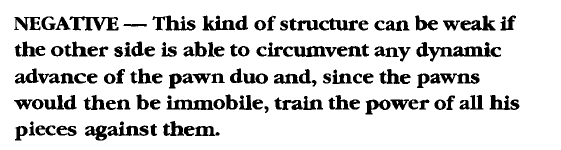 NEGATIVE — This kind of structure can be weak if
the other side is able to circumvent any dynamic
advance of the pawn duo and, since the pawns
would then be immobile, train the power of all his
pieces against them.